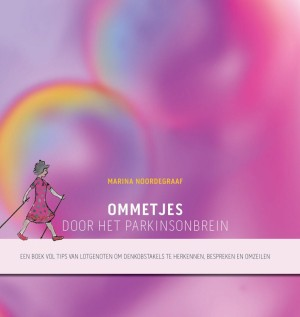 MARINA NOORDEGRAAF
OMMETJES
DOOR HET PARKINSONBREIN
EEN BOEK VOL TIPS VAN LOTGENOTEN OM DENKOBSTAKELS TE HERKENNEN, BESPREKEN EN OMZEILEN